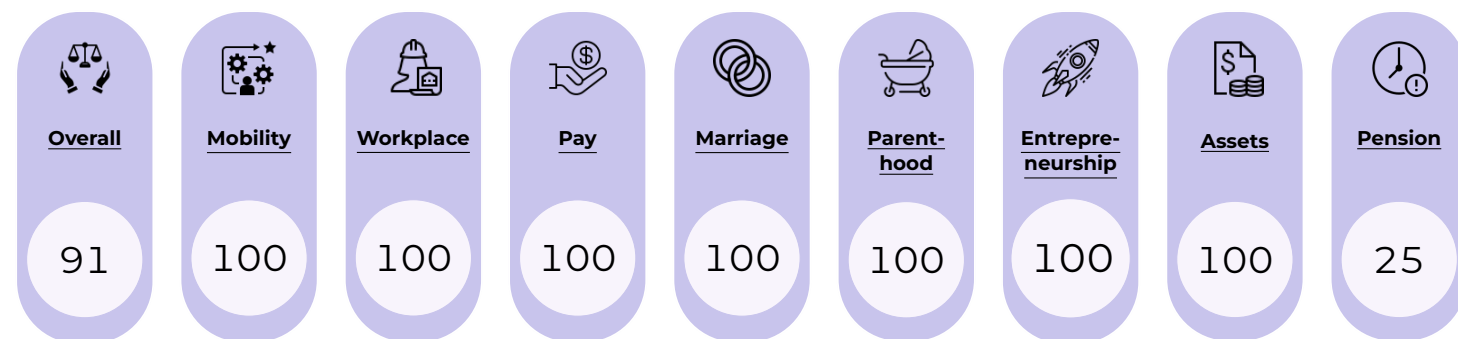 Overall
91
Mobility
100
Workplace
100
Pay
$
100
Marriage
100
Parent-
hood
100
Entrepre-
neurship
100
$
Assets
100
!
Pension
25